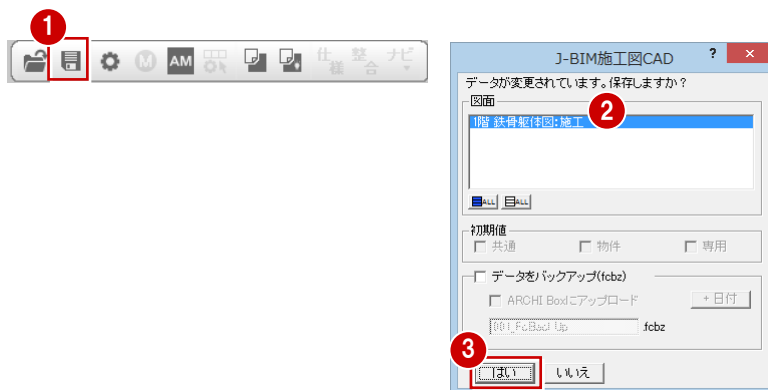 1
M
AM
仕様
整合
ナビ
J-BIM施工図CAD
?
×
データが変更されています。保存しますか?
図面
1階 鉄骨躯体図:施工
2
ALL
ALL
初期値
共通
物件
専用
データをバックアップ(fcbz)
ARCHI Boxにアップロード
+日付
.fcbz
3
はい
いいえ